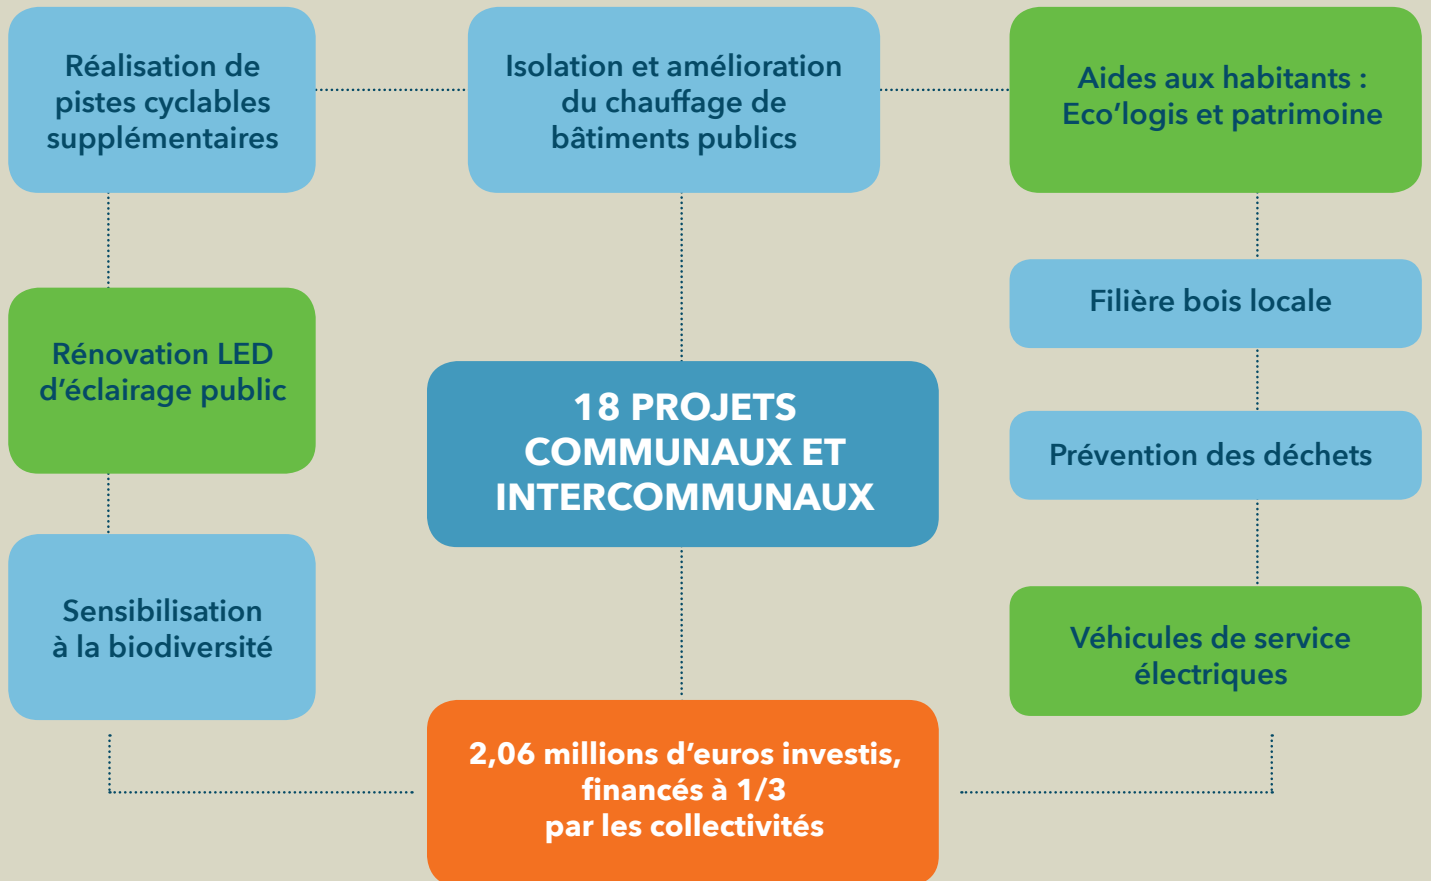 Réalisation de
pistes cyclables
supplémentaires
Isolation et amélioration
du chauffage de
bâtiments publics
Aides aux habitants :
Eco’logis et patrimoine
Rénovation LED
d’éclairage public
Filière bois locale
18 PROJETS
COMMUNAUX ET
INTERCOMMUNAUX
Prévention des déchets
Sensibilisation
à la biodiversité
Véhicules de service
électriques
2,06 millions d’euros investis,
financés à 1/3
par les collectivités